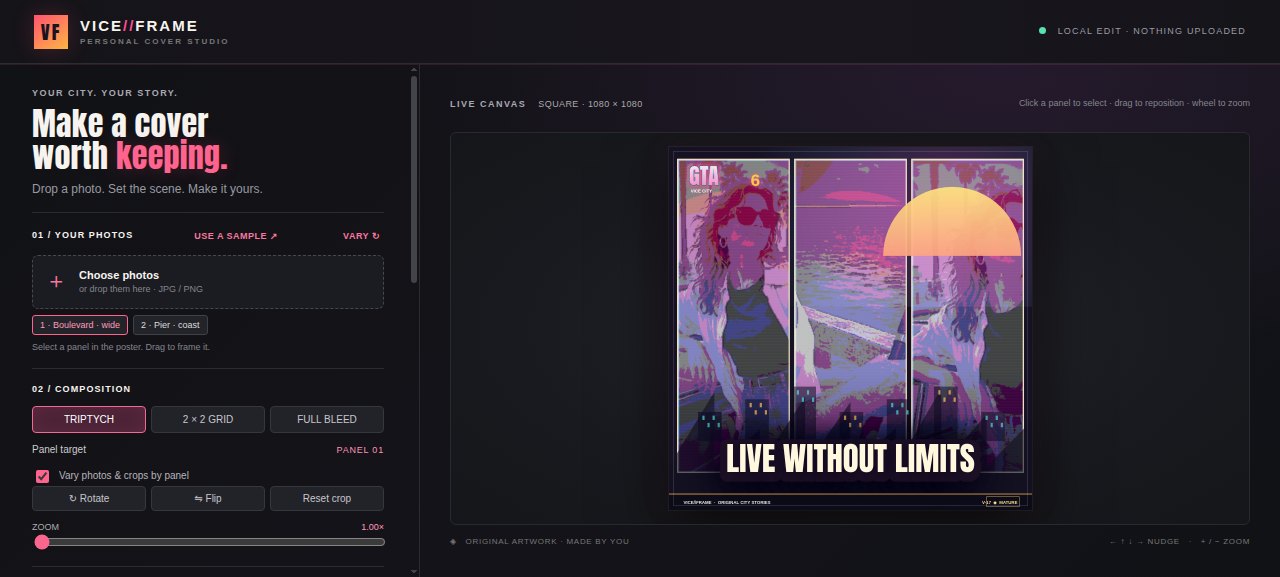 VF
VICE//FRAME
PERSONAL COVER STUDIO
LOCAL EDIT · NOTHING UPLOADED
YOUR CITY. YOUR STORY.
Make a cover
worth keeping.
Drop a photo. Set the scene. Make it yours.
01 / YOUR PHOTOS
USE A SAMPLE ↗
VARY ↻
+
Choose photos
or drop them here · JPG / PNG
1 · Boulevard · wide
2 · Pier · coast
Select a panel in the poster. Drag to frame it.
02 / COMPOSITION
TRIPTYCH
2 × 2 GRID
FULL BLEED
Panel target
PANEL 01
Vary photos & crops by panel
↻ Rotate
⇋ Flip
Reset crop
ZOOM
1.00×
LIVE CANVAS
SQUARE · 1080 × 1080
Click a panel to select · drag to reposition · wheel to zoom
GTA
VICE CITY
6
LIVE WITHOUT LIMITS
VICE//FRAME · ORIGINAL CITY STORIES
V-17 ◆ MATURE
◈ ORIGINAL ARTWORK · MADE BY YOU
← ↑ ↓ → NUDGE · + / − ZOOM